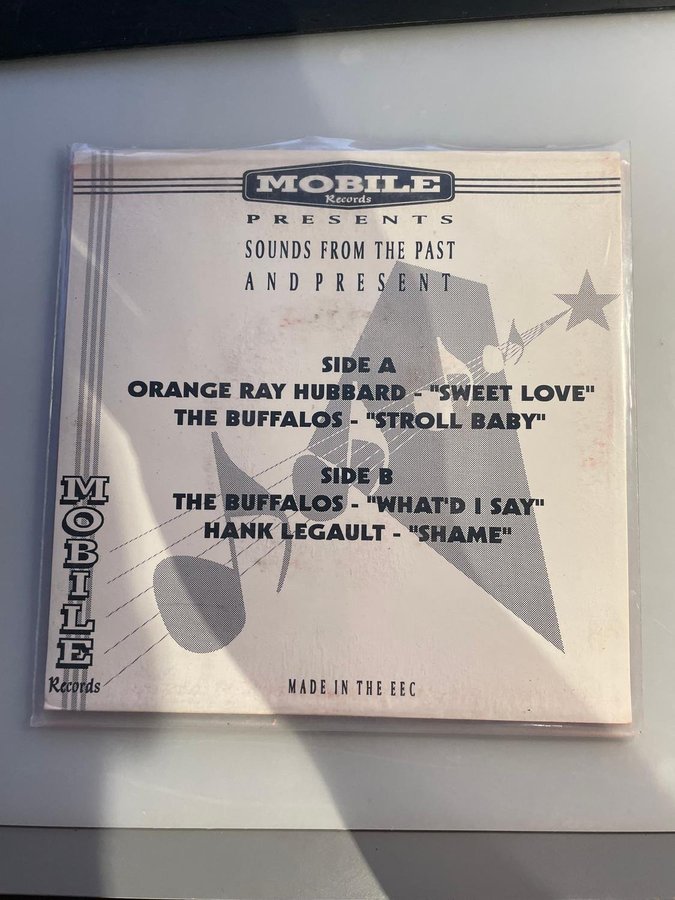 MOBILE
Records
PRESENTS
SOUNDS FROM THE PAST
AND PRESENT
SIDE A
ORANGE RAY HUBBARD - "SWEET LOVE"
THE BUFFALOS - "STROLL BABY"
SIDE B
THE BUFFALOS - "WHAT'D I SAY"
HANK LEGAULT - "SHAME"
MOBILE
Records
MADE IN THE EEC